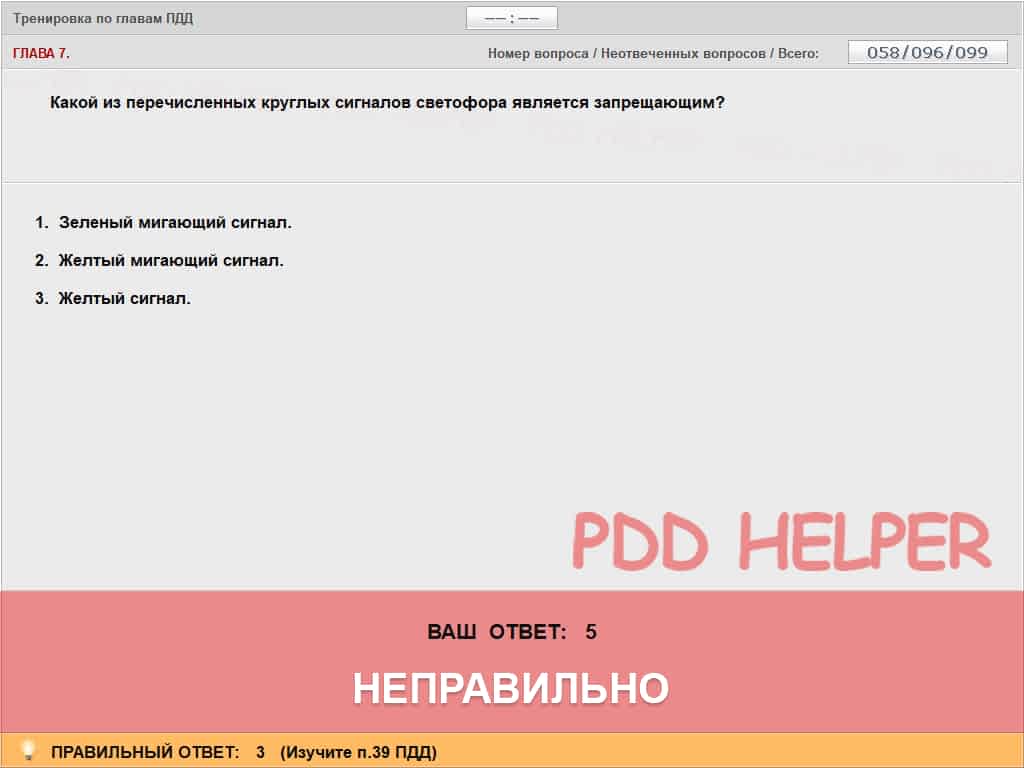 Тренировка по главам ПДД
—— : ——
ГЛАВА 7.
Номер вопроса / Неотвеченных вопросов / Всего:
058/096/099
Какой из перечисленных круглых сигналов светофора является запрещающим?
1. Зеленый мигающий сигнал.
2. Желтый мигающий сигнал.
3. Желтый сигнал.
PDD HELPER
ВАШ ОТВЕТ: 5
НЕПРАВИЛЬНО
ПРАВИЛЬНЫЙ ОТВЕТ: 3 (Изучите п.39 ПДД)